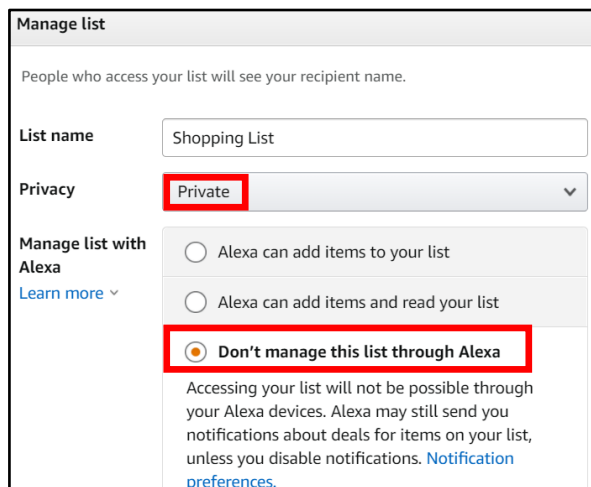 Manage list
People who access your list will see your recipient name.
List name
Shopping List
Privacy
Private
Manage list with
Alexa
Learn more
Alexa can add items to your list
Alexa can add items and read your list
Don’t manage this list through Alexa
Accessing your list will not be possible through
your Alexa devices. Alexa may still send you
notifications about deals for items on your list,
unless you disable notifications. Notification
preferences.